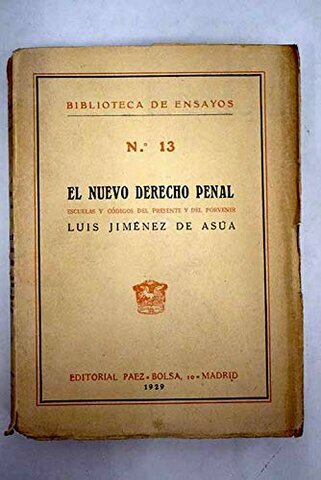 BIBLIOTECA DE ENSAYOS
N.º 13
EL NUEVO DERECHO PENAL
ESCUELAS Y CÓDIGOS DEL PRESENTE Y DEL PORVENIR
LUIS JIMÉNEZ DE ASÚA
EDITORIAL PAEZ-BOLSA, 10-MADRID
1929